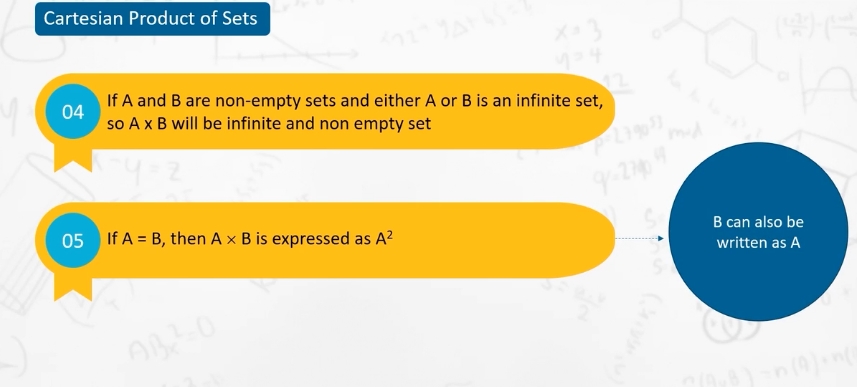 Cartesian Product of Sets
04
If A and B are non-empty sets and either A or B is an infinite set,
so A x B will be infinite and non empty set
05
If A = B, then A × B is expressed as A²
B can also be
written as A